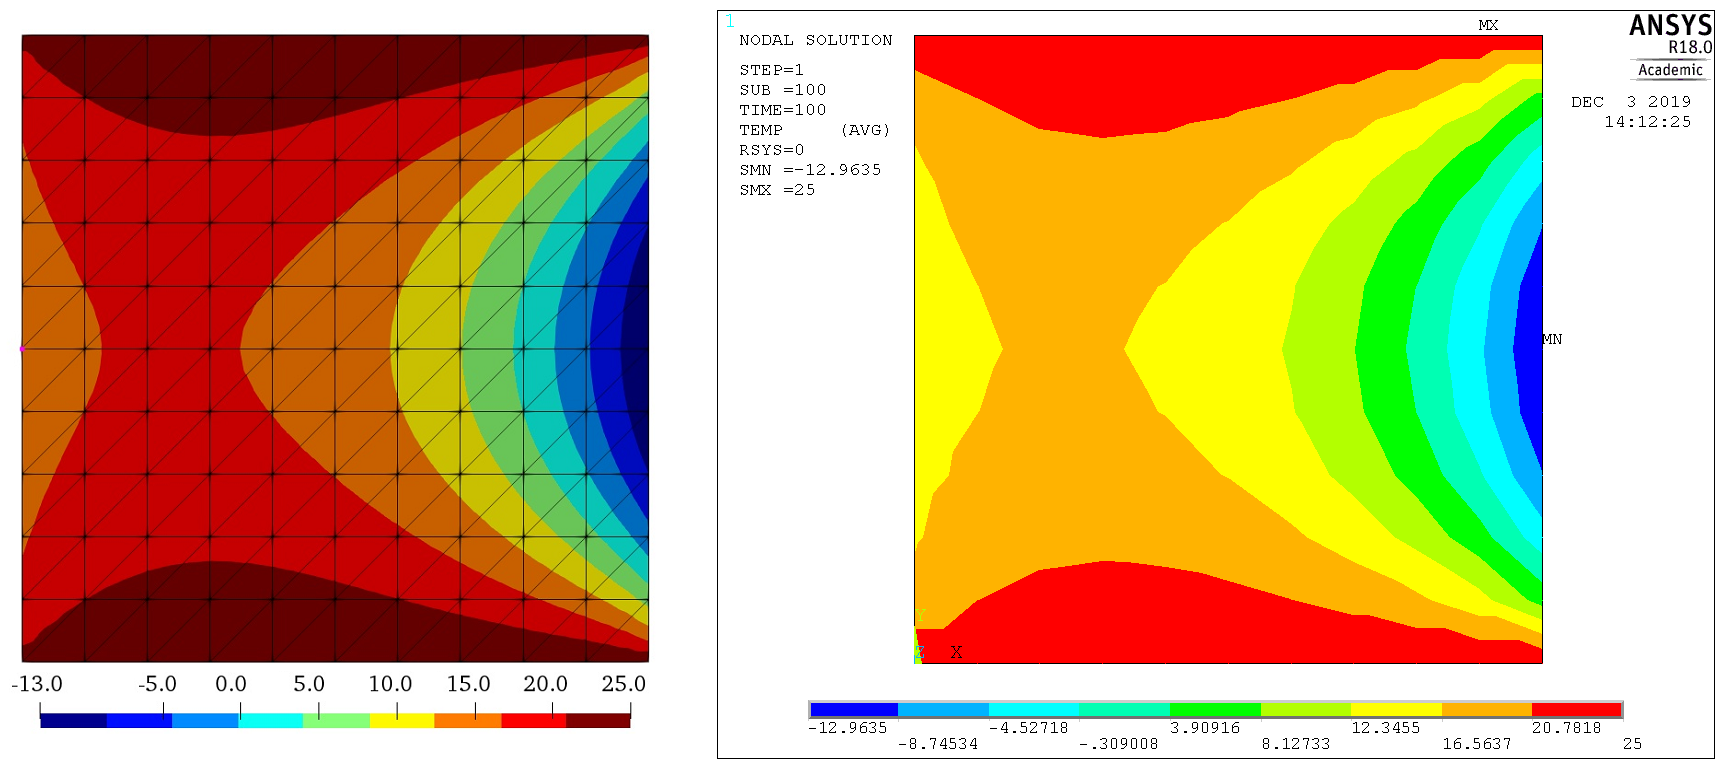 -13.0 -5.0 0.0 5.0 10.0 15.0 20.0 25.0
1
NODAL SOLUTION
STEP=1
SUB =100
TIME=100
TEMP (AVG)
RSYS=0
SMN =-12.9635
SMX =25
MX
ANSYS
R18.0
Academic
DEC 3 2019
14:12:25
MN
Y
Z X
-12.9635 -4.52718 3.90916 12.3455 20.7818
-8.74534 -.309008 8.12733 16.5637 25